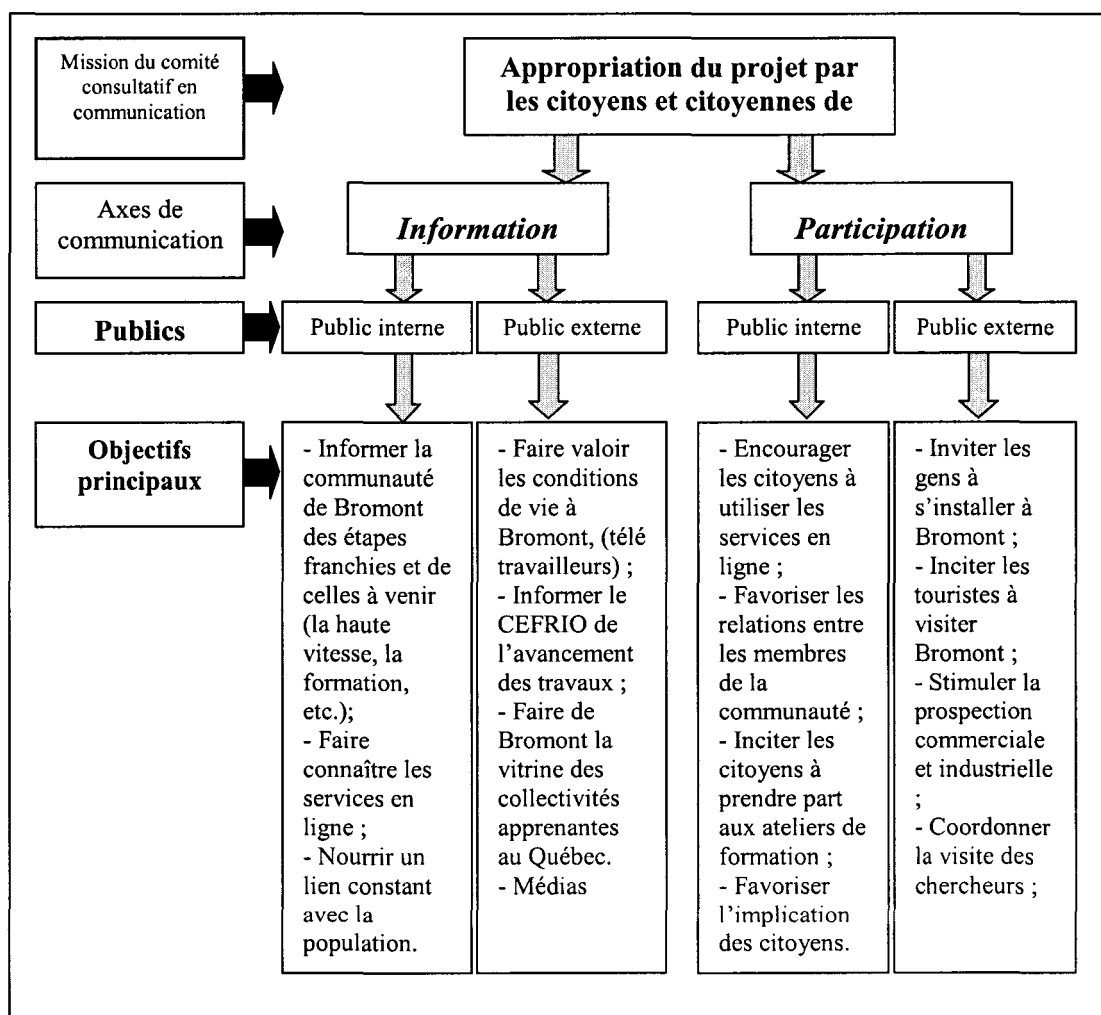 Mission du comité
consultatif en
communication
Appropriation du projet par
les citoyens et citoyennes de
Axes de
communication
Information
Participation
Publics
Public interne
Public externe
Public interne
Public externe
Objectifs
principaux
- Informer la
communauté
de Bromont
des étapes
franchies et de
celles à venir
(la haute
vitesse, la
formation,
etc.);
- Faire
connaître les
services en
ligne ;
- Nourrir un
lien constant
avec la
population.
- Faire valoir
les conditions
de vie à
Bromont, (télé
travailleurs) ;
- Informer le
CEFRIO de
l'avancement
des travaux ;
- Faire de
Bromont la
vitrine des
collectivités
apprenantes
au Québec.
- Médias
- Encourager
les citoyens à
utiliser les
services en
ligne ;
- Favoriser les
relations entre
les membres
de la
communauté ;
- Inciter les
citoyens à
prendre part
aux ateliers de
formation ;
- Favoriser
l'implication
des citoyens.
- Inviter les
gens à
s'installer à
Bromont ;
- Inciter les
touristes à
visiter
Bromont ;
- Stimuler la
prospection
commerciale
et industrielle
;
- Coordonner
la visite des
chercheurs ;